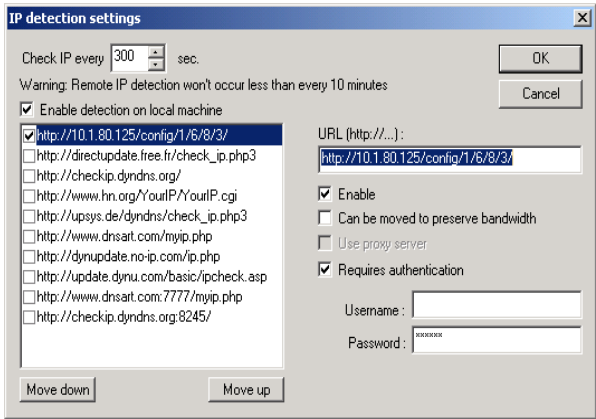 IP detection settings
Check IP every 300 sec.
OK
Warning: Remote IP detection won't occur less than every 10 minutes
Cancel
Enable detection on local machine
http://10.1.80.125/config/1/6/8/3/
http://directupdate.free.fr/check_ip.php3
http://checkip.dyndns.org/
http://www.hn.org/YourIP/YourIP.cgi
http://upsys.de/dyndns/check_ip.php3
http://www.dnsart.com/myip.php
http://dynupdate.no-ip.com/ip.php
http://update.dynu.com/basic/ipcheck.asp
http://www.dnsart.com:7777/myip.php
http://checkip.dyndns.org:8245/
URL (http://...) :
http://10.1.80.125/config/1/6/8/3/
Enable
Can be moved to preserve bandwidth
Use proxy server
Requires authentication
Username :
Password : ××××××
Move down
Move up